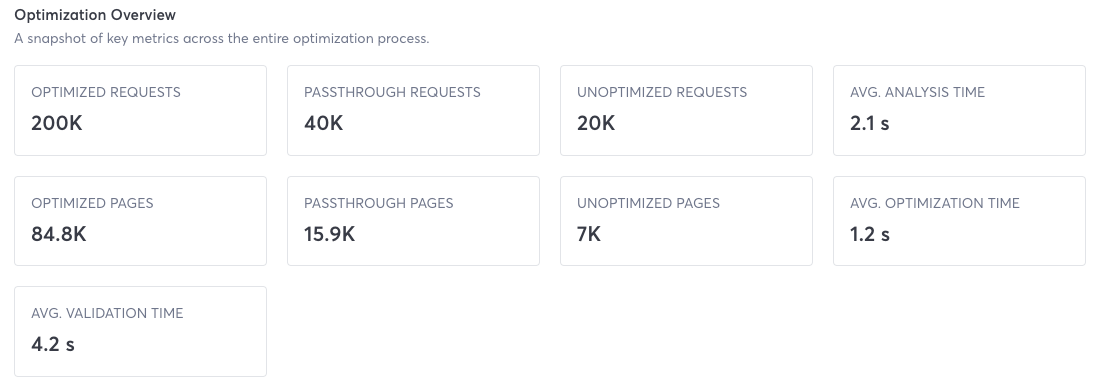 Optimization Overview
A snapshot of key metrics across the entire optimization process.
OPTIMIZED REQUESTS
200K
PASSTHROUGH REQUESTS
40K
UNOPTIMIZED REQUESTS
20K
AVG. ANALYSIS TIME
2.1 s
OPTIMIZED PAGES
84.8K
PASSTHROUGH PAGES
15.9K
UNOPTIMIZED PAGES
7K
AVG. OPTIMIZATION TIME
1.2 s
AVG. VALIDATION TIME
4.2 s